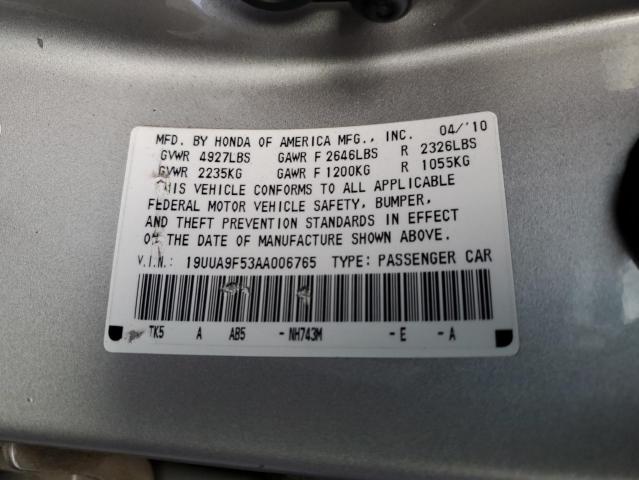 MFD. BY HONDA OF AMERICA MFG., INC. 04/'10
GVWR 4927LBS GAWR F 2646LBS R 2326LBS
GVWR 2235KG GAWR F 1200KG R 1055KG
THIS VEHICLE CONFORMS TO ALL APPLICABLE
FEDERAL MOTOR VEHICLE SAFETY, BUMPER,
AND THEFT PREVENTION STANDARDS IN EFFECT
ON THE DATE OF MANUFACTURE SHOWN ABOVE.
V.I.N.: 19UUA9F53AA006765 TYPE: PASSENGER CAR
TK5 A AB5 - NH743M - E - A